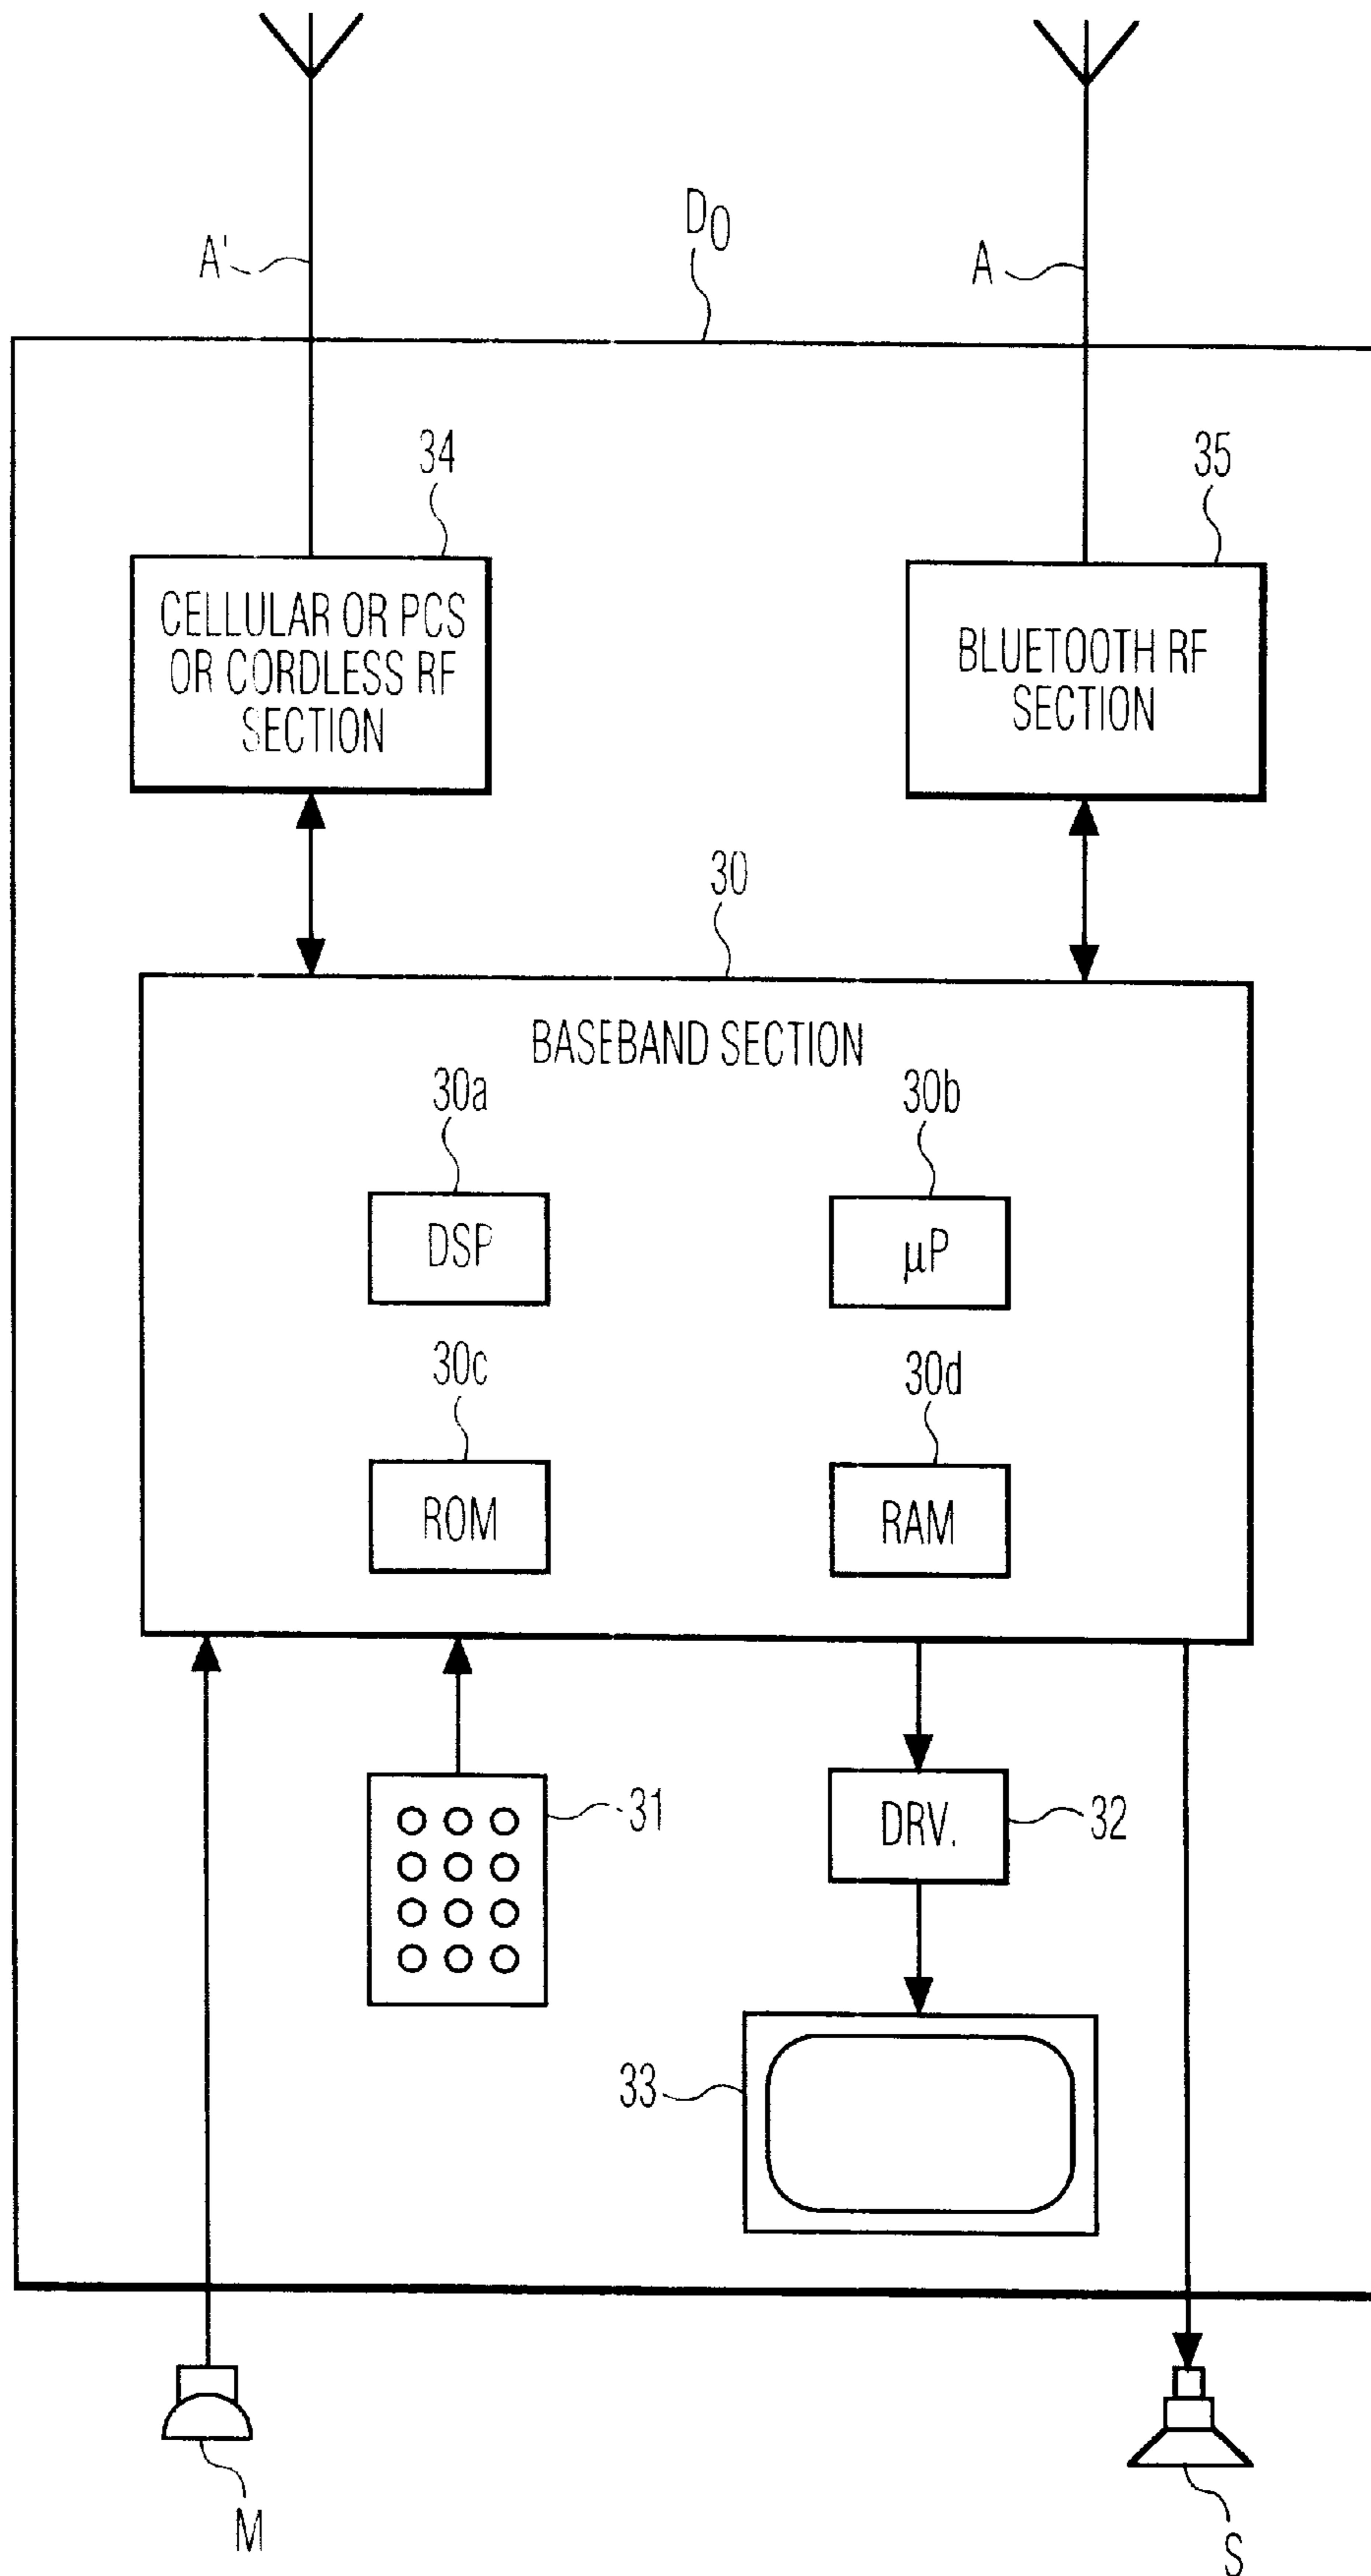 D0
A'
A
34
35
CELLULAR OR PCS
OR CORDLESS RF
SECTION
BLUETOOTH RF
SECTION
30
BASEBAND SECTION
30a
30b
DSP
μP
30c
30d
ROM
RAM
31
DRV.
32
33
M
S